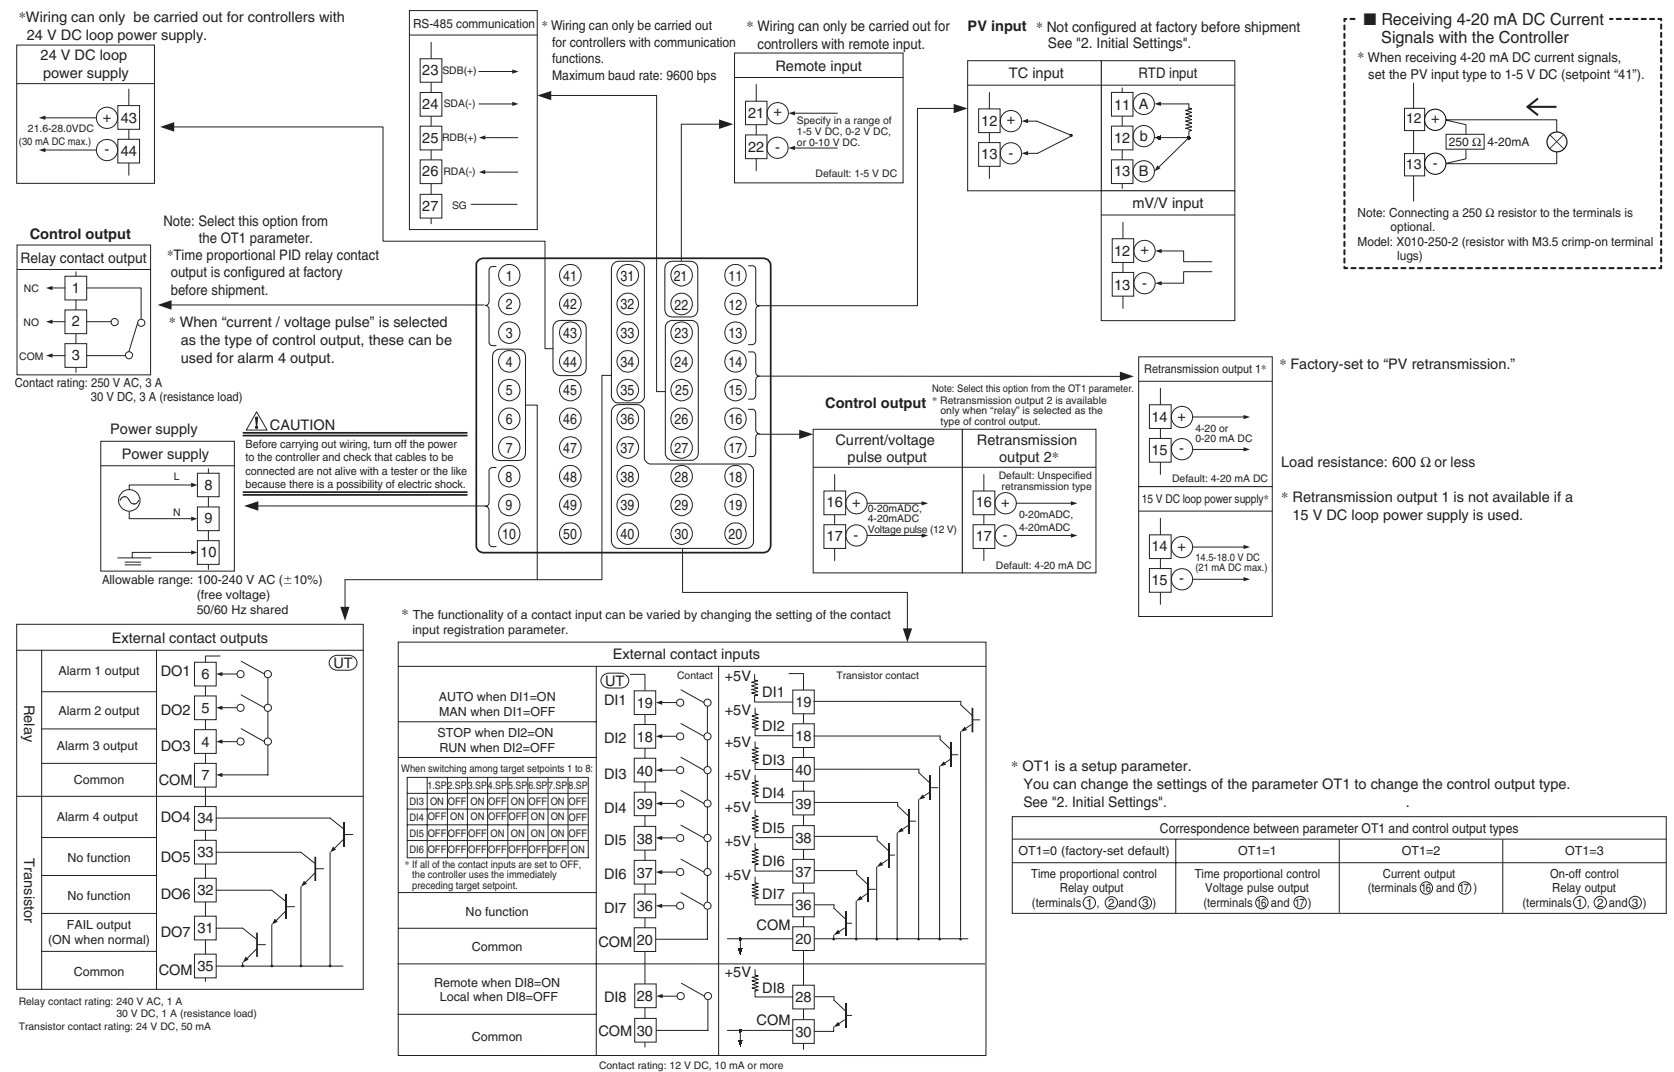 *Wiring can only be carried out for controllers with
24 V DC loop power supply.
24 V DC loop
power supply
+ 43
21.6-28.0VDC
(30 mA DC max.)
- 44
RS-485 communication
23 SDB(+)
24 SDA(-)
25 RDB(+)
26 RDA(-)
27 SG
* Wiring can only be carried out
for controllers with communication
functions.
Maximum baud rate: 9600 bps
* Wiring can only be carried out for
controllers with remote input.
Remote input
21 +
Specify in a range of
1-5 V DC, 0-2 V DC,
or 0-10 V DC.
22 -
Default: 1-5 V DC
PV input * Not configured at factory before shipment
See "2. Initial Settings".
TC input
12 +
13 -
RTD input
11 A
12 b
13 B
mV/V input
12 +
13 -
■ Receiving 4-20 mA DC Current
Signals with the Controller
* When receiving 4-20 mA DC current signals,
set the PV input type to 1-5 V DC (setpoint “41”).
12 +
250 Ω 4-20mA
13 -
Note: Connecting a 250 Ω resistor to the terminals is
optional.
Model: X010-250-2 (resistor with M3.5 crimp-on terminal
lugs)
Control output
Relay contact output
NC 1
NO 2
COM 3
Contact rating: 250 V AC, 3 A
30 V DC, 3 A (resistance load)
Note: Select this option from
the OT1 parameter.
*Time proportional PID relay contact
output is configured at factory
before shipment.
* When “current / voltage pulse” is selected
as the type of control output, these can be
used for alarm 4 output.
1 41 31 21 11
2 42 32 22 12
3 43 33 23 13
4 44 34 24 14
5 45 35 25 15
6 46 36 26 16
7 47 37 27 17
8 48 38 28 18
9 49 39 29 19
10 50 40 30 20
Power supply
Power supply
L 8
N 9
10
Allowable range: 100-240 V AC (±10%)
(free voltage)
50/60 Hz shared
CAUTION
Before carrying out wiring, turn off the power
to the controller and check that cables to be
connected are not alive with a tester or the like
because there is a possibility of electric shock.
Control output
Note: Select this option from the OT1 parameter.
* Retransmission output 2 is available
only when “relay” is selected as the
type of control output.
Current/voltage
pulse output
16 +
0-20mADC,
4-20mADC
Voltage pulse (12 V)
17 -
Retransmission
output 2*
Default: Unspecified
retransmission type
16 +
0-20mADC,
4-20mADC
17 -
Default: 4-20 mA DC
Retransmission output 1*
14 +
4-20 or
0-20 mA DC
15 -
Default: 4-20 mA DC
15 V DC loop power supply*
14 +
14.5-18.0 V DC
(21 mA DC max.)
15 -
* Factory-set to “PV retransmission.”
Load resistance: 600 Ω or less
* Retransmission output 1 is not available if a
15 V DC loop power supply is used.
External contact outputs
UT
Relay
Alarm 1 output DO1 6
Alarm 2 output DO2 5
Alarm 3 output DO3 4
Common COM 7
Transistor
Alarm 4 output DO4 34
No function DO5 33
No function DO6 32
FAIL output
(ON when normal) DO7 31
Common COM 35
Relay contact rating: 240 V AC, 1 A
30 V DC, 1 A (resistance load)
Transistor contact rating: 24 V DC, 50 mA
* The functionality of a contact input can be varied by changing the setting of the contact
input registration parameter.
External contact inputs
UT Contact
Transistor contact
AUTO when DI1=ON
MAN when DI1=OFF
STOP when DI2=ON
RUN when DI2=OFF
When switching among target setpoints 1 to 8:
1.SP 2.SP 3.SP 4.SP 5.SP 6.SP 7.SP 8.SP
DI3 ON OFF ON OFF ON OFF ON OFF
DI4 OFF ON ON OFF OFF ON ON OFF
DI5 OFF OFF OFF ON ON ON ON OFF
DI6 OFF OFF OFF OFF OFF OFF OFF ON
* If all of the contact inputs are set to OFF,
the controller uses the immediately
preceding target setpoint.
No function
Common
Remote when DI8=ON
Local when DI8=OFF
Common
DI1 19
DI2 18
DI3 40
DI4 39
DI5 38
DI6 37
DI7 36
COM 20
DI8 28
COM 30
+5V DI1 19
+5V DI2 18
+5V DI3 40
+5V DI4 39
+5V DI5 38
+5V DI6 37
+5V DI7 36
COM 20
+5V DI8 28
COM 30
Contact rating: 12 V DC, 10 mA or more
* OT1 is a setup parameter.
You can change the settings of the parameter OT1 to change the control output type.
See "2. Initial Settings".
Correspondence between parameter OT1 and control output types
OT1=0 (factory-set default) OT1=1 OT1=2 OT1=3
Time proportional control
Relay output
(terminals①, ②and③)
Time proportional control
Voltage pulse output
(terminals⑯ and ⑰)
Current output
(terminals ⑯ and ⑰)
On-off control
Relay output
(terminals①, ②and③)